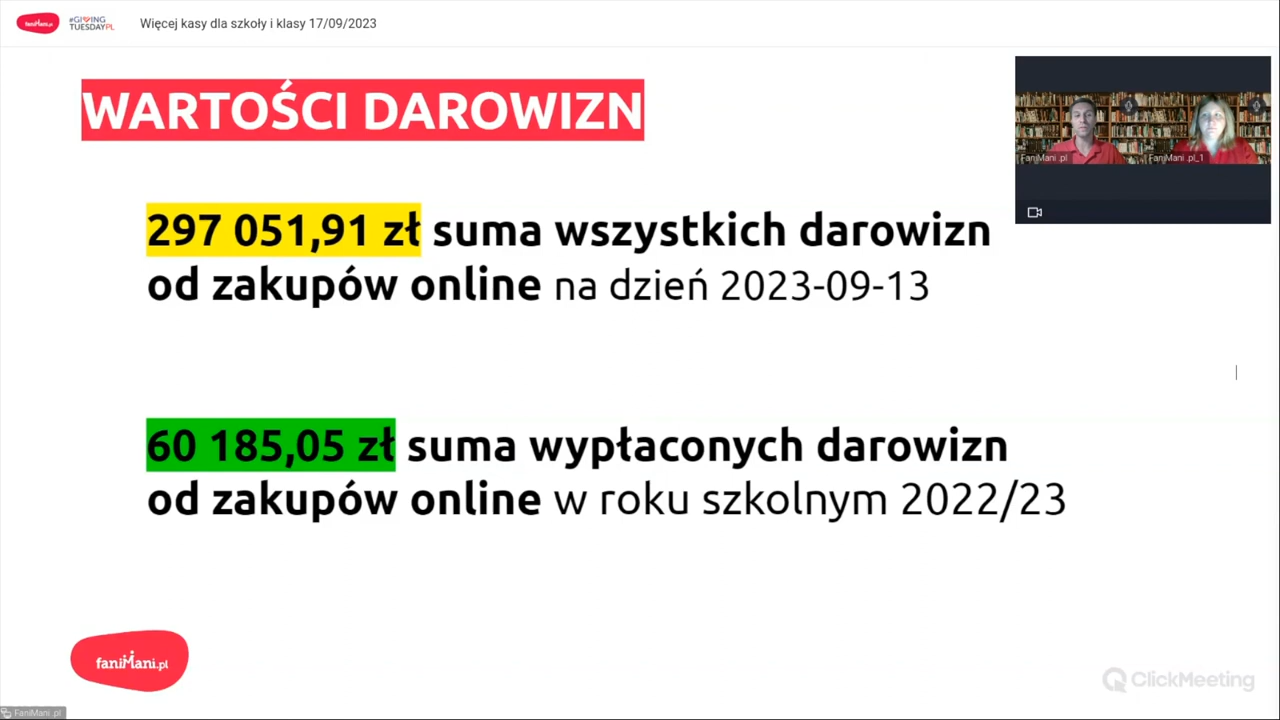 faniMani.pl
#GIVING
TUESDAYPL
Więcej kasy dla szkoły i klasy 17/09/2023
WARTOŚCI DAROWIZN
FaniMani .pl
FaniMani .pl_1
297 051,91 zł suma wszystkich darowizn
od zakupów online na dzień 2023-09-13
60 185,05 zł suma wypłaconych darowizn
od zakupów online w roku szkolnym 2022/23
faniMani.pl
ClickMeeting
FaniMani .pl